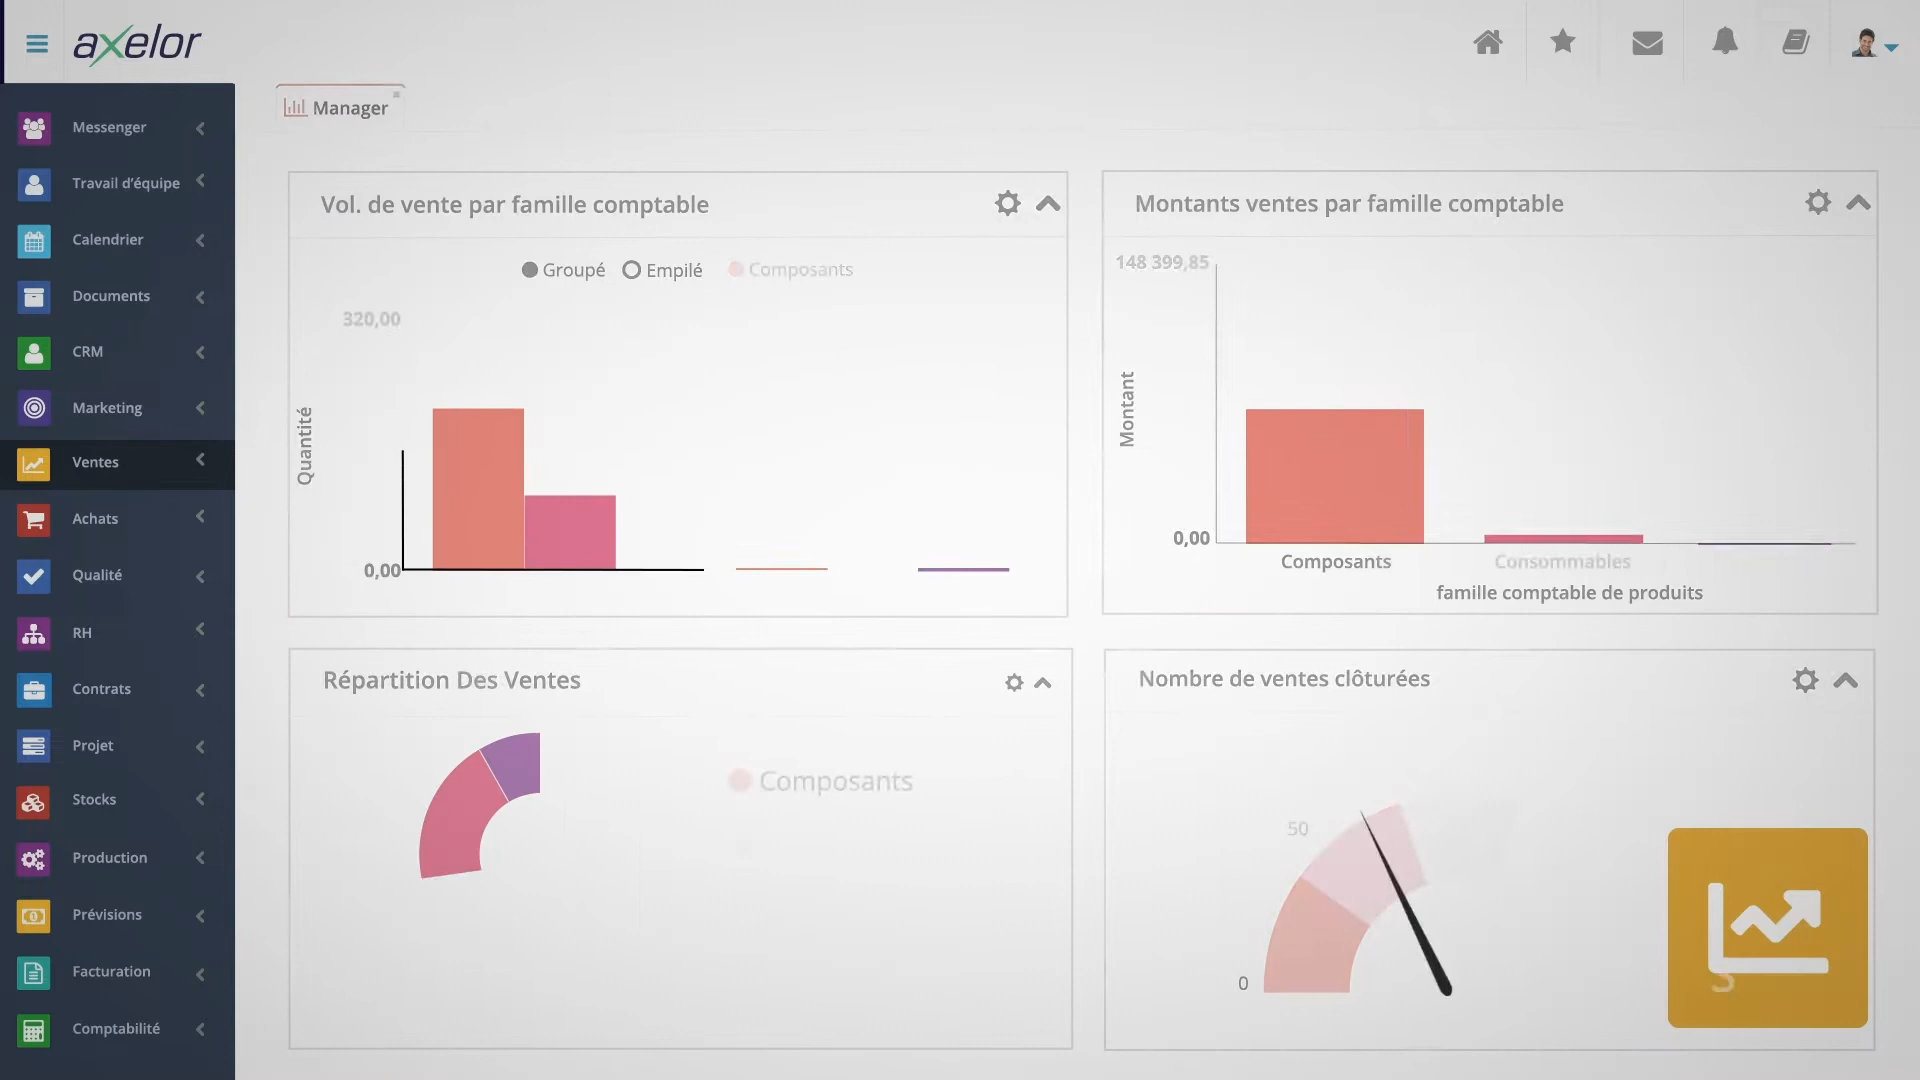 axelor
Messenger
Travail d'équipe
Calendrier
Documents
CRM
Marketing
Ventes
Achats
Qualité
RH
Contrats
Projet
Stocks
Production
Prévisions
Facturation
Comptabilité
Manager
Vol. de vente par famille comptable
Groupé Empilé Composants
320,00
Quantité
0,00
Montants ventes par famille comptable
148 399,85
Montant
0,00
Composants Consommables
famille comptable de produits
Répartition Des Ventes
Composants
Nombre de ventes clôturées
50
0
S